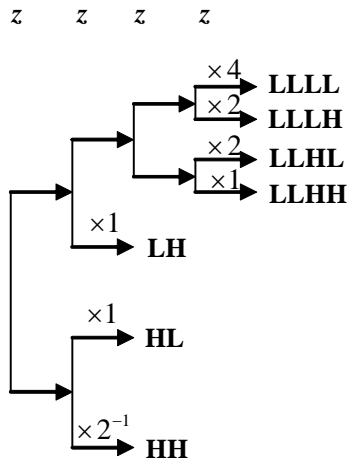 z z z z
×4 LLLL
×2 LLLH
×2 LLHL
×1 LLHH
×1 LH
×1 HL
×2⁻¹ HH